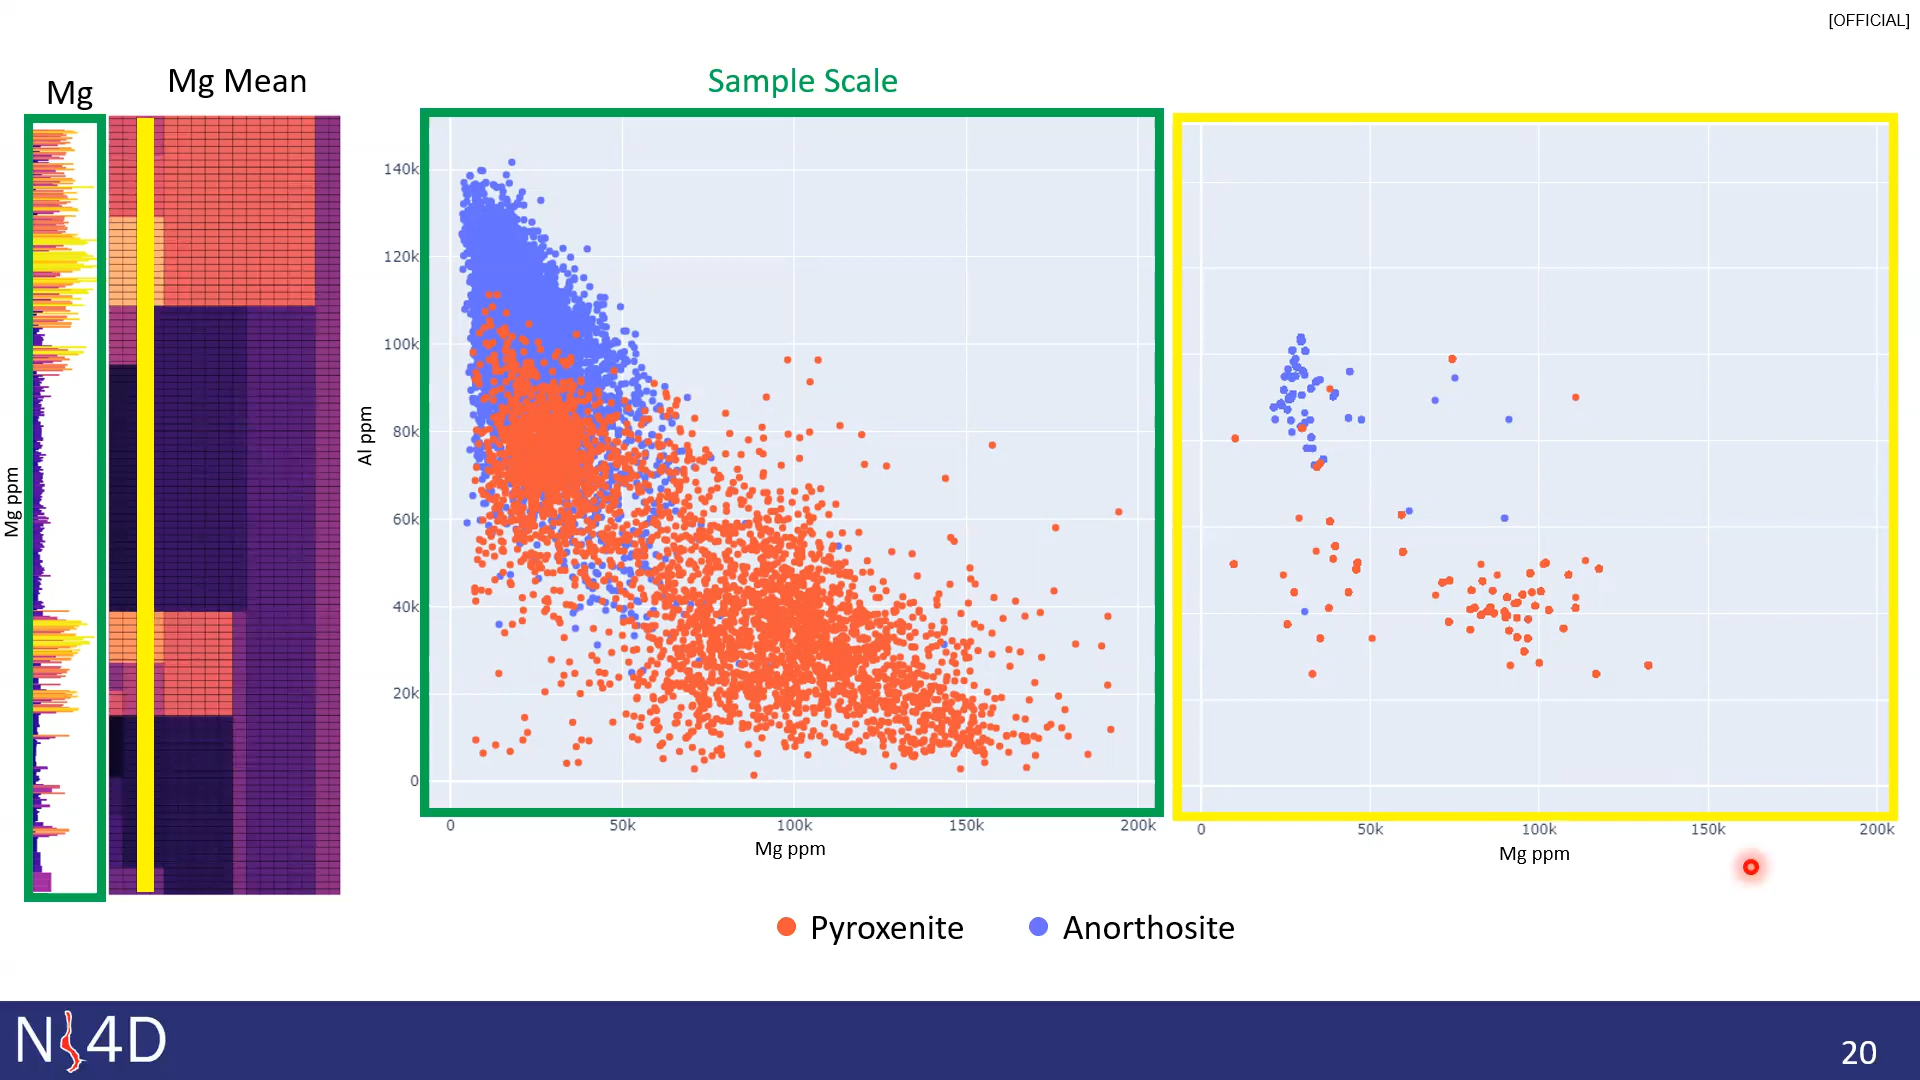 [OFFICIAL]
Mg
Mg Mean
Sample Scale
Mg ppm
Al ppm
140k
120k
100k
80k
60k
40k
20k
0
0 50k 100k 150k 200k
Mg ppm
0 50k 100k 150k 200k
Mg ppm
Pyroxenite Anorthosite
N 4D
20